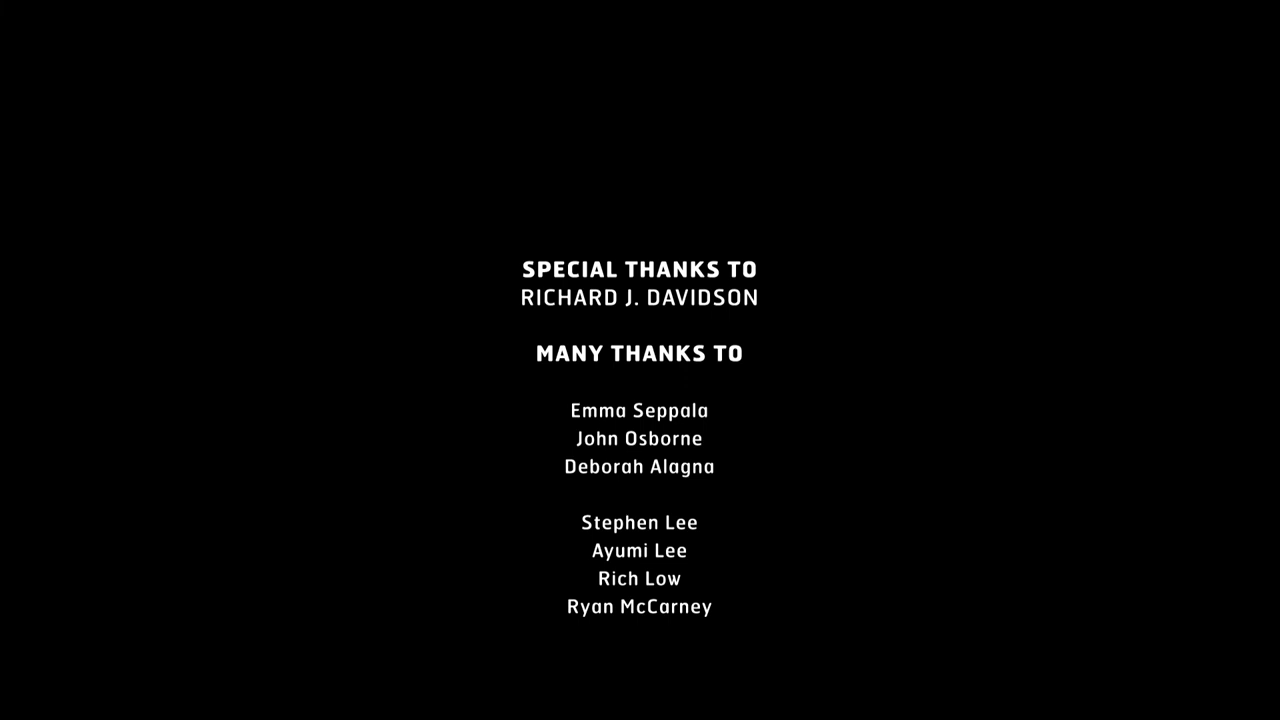 SPECIAL THANKS TO
RICHARD J. DAVIDSON
MANY THANKS TO
Emma Seppala
John Osborne
Deborah Alagna
Stephen Lee
Ayumi Lee
Rich Low
Ryan McCarney